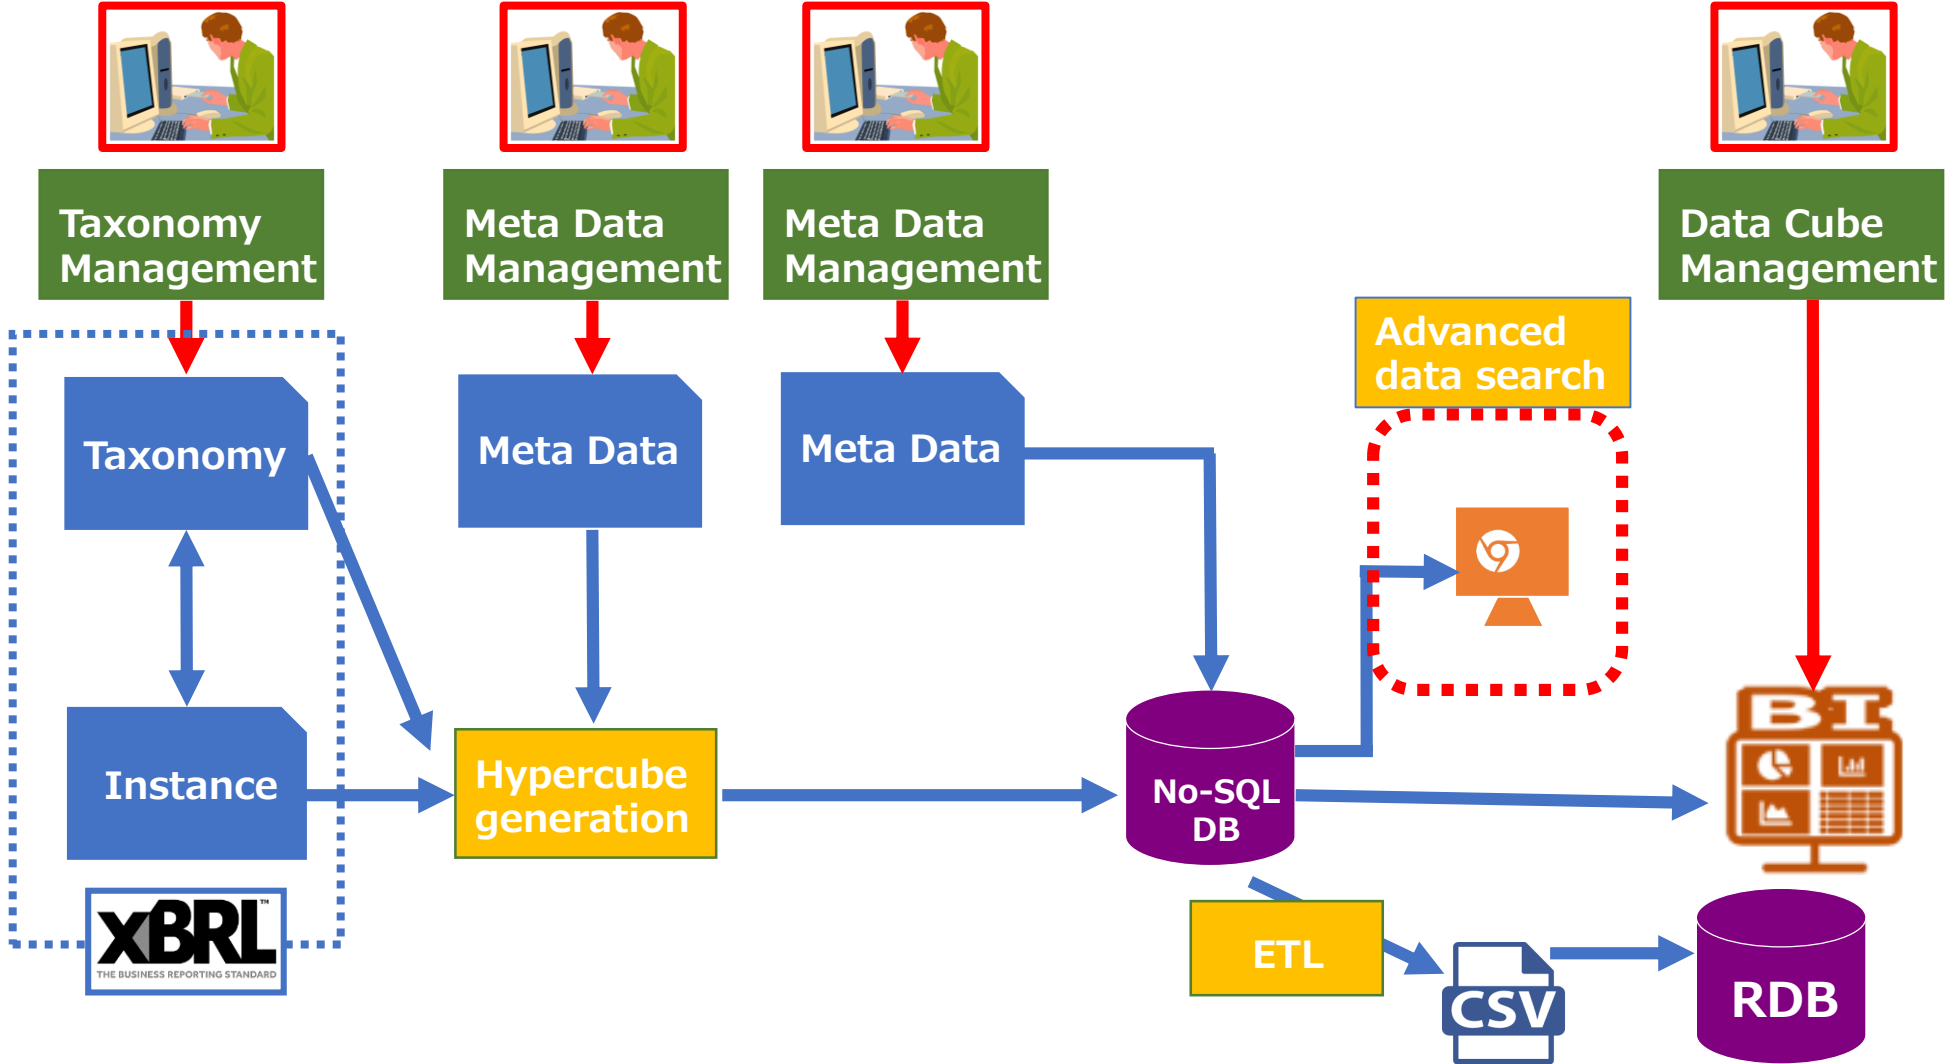 Taxonomy
Management
Meta Data
Management
Meta Data
Management
Data Cube
Management
Advanced
data search
Taxonomy
Meta Data
Meta Data
Instance
Hypercube
generation
No-SQL
DB
BI
XBRL™
THE BUSINESS REPORTING STANDARD
ETL
CSV
RDB